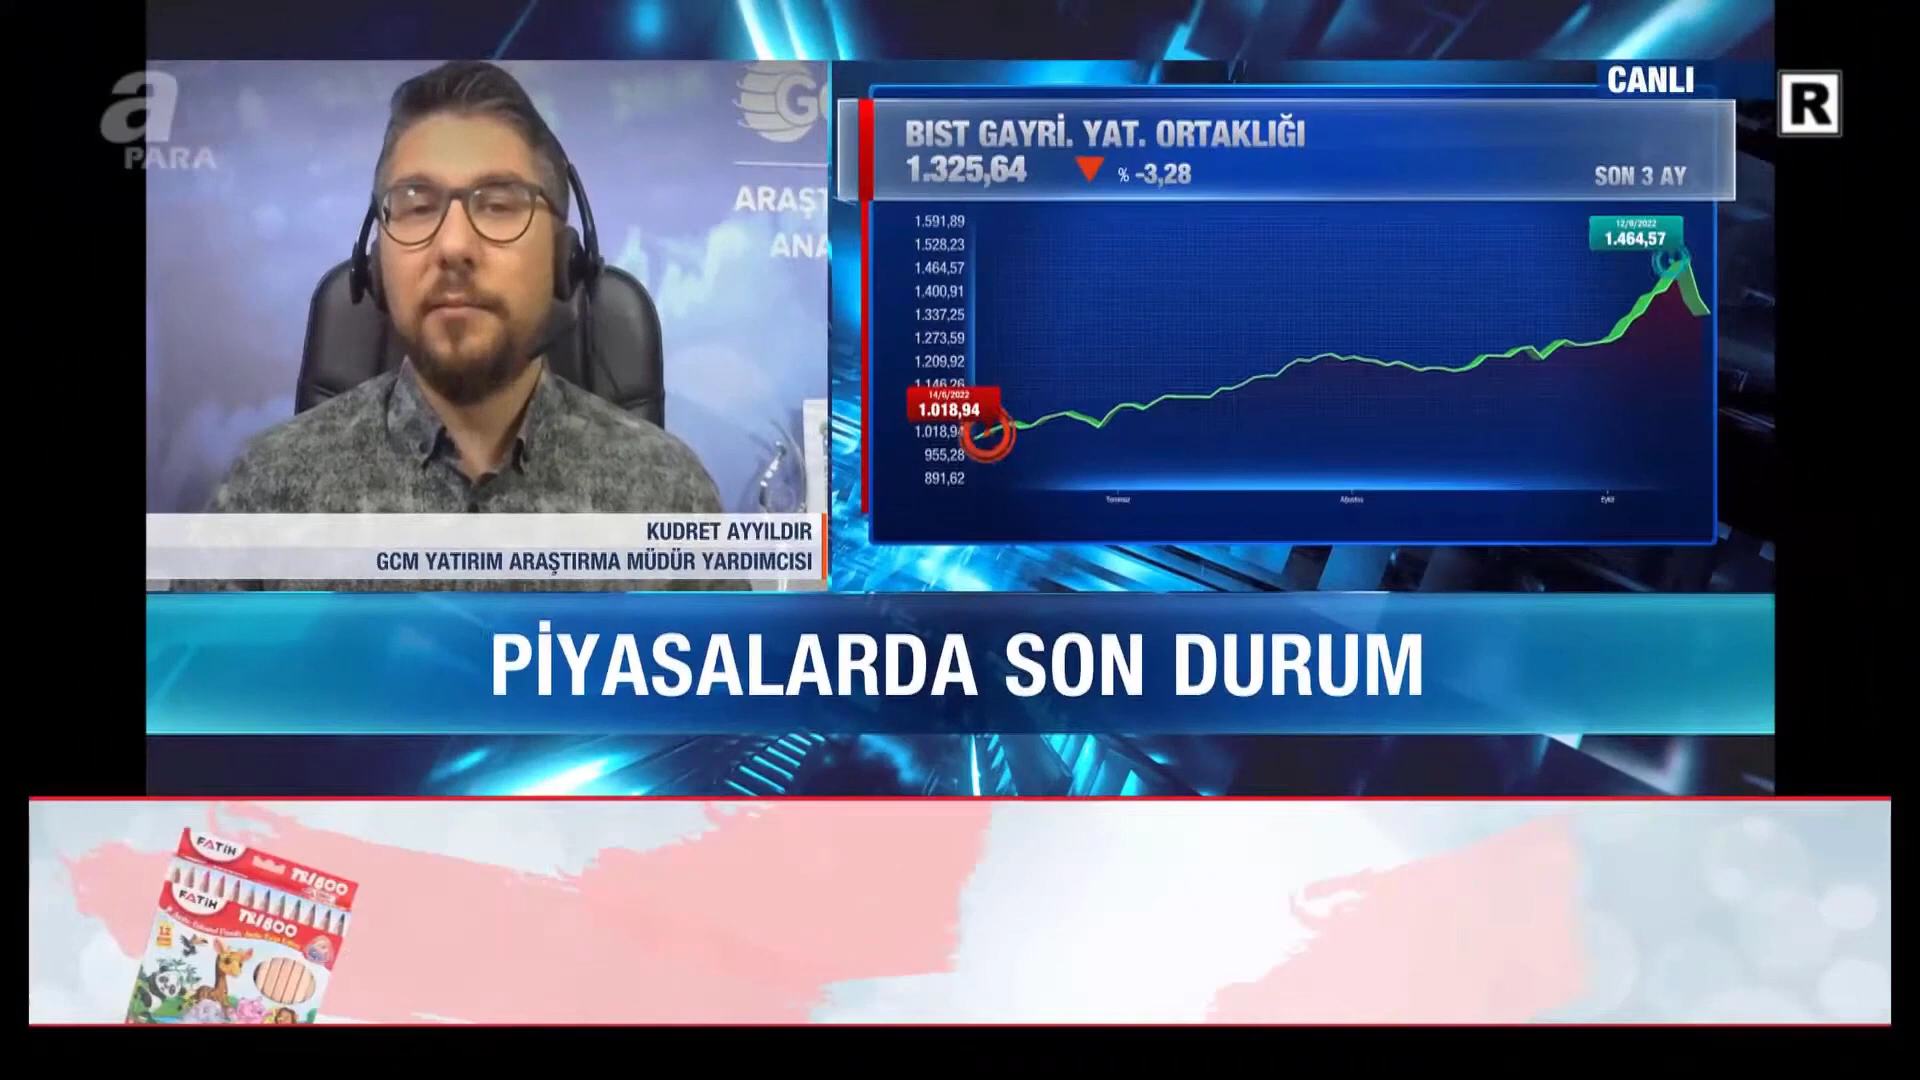 a
PARA
GC
ARAŞT
ANA
KUDRET AYYILDIR
GCM YATIRIM ARAŞTIRMA MÜDÜR YARDIMCISI
CANLI
R
BIST GAYRİ. YAT. ORTAKLIĞI
1.325,64 % -3,28
SON 3 AY
1.591,89
1.528,23
1.464,57
1.400,91
1.337,25
1.273,59
1.209,92
1.146,26
14/6/2022
1.018,94
1.018,94
955,28
891,62
12/9/2022
1.464,57
Temmuz Ağustos Eylül
PİYASALARDA SON DURUM
FATİH
TRI800
FATİH
TRI800
12